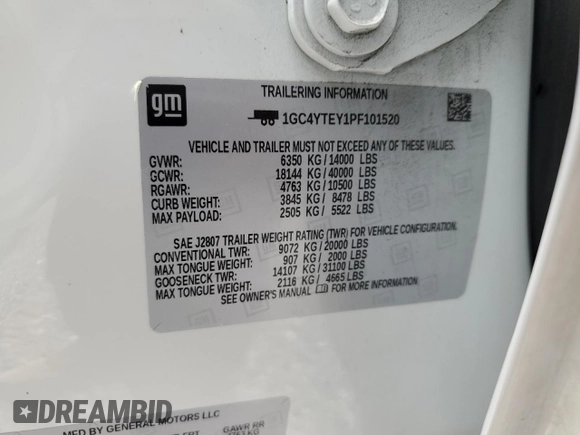 TRAILERING INFORMATION
gm
1GC4YTEY1PF101520
VEHICLE AND TRAILER MUST NOT EXCEED ANY OF THESE VALUES.
GVWR: 6350 KG / 14000 LBS
GCWR: 18144 KG / 40000 LBS
RGAWR: 4763 KG / 10500 LBS
CURB WEIGHT: 3845 KG / 8478 LBS
MAX PAYLOAD: 2505 KG / 5522 LBS
SAE J2807 TRAILER WEIGHT RATING (TWR) FOR VEHICLE CONFIGURATION.
CONVENTIONAL TWR: 9072 KG / 20000 LBS
MAX TONGUE WEIGHT: 907 KG / 2000 LBS
GOOSENECK TWR: 14107 KG / 31100 LBS
MAX TONGUE WEIGHT: 2116 KG / 4665 LBS
SEE OWNER'S MANUAL FOR MORE INFORMATION.
MFD BY GENERAL MOTORS LLC
GAWR RR
DREAMBID